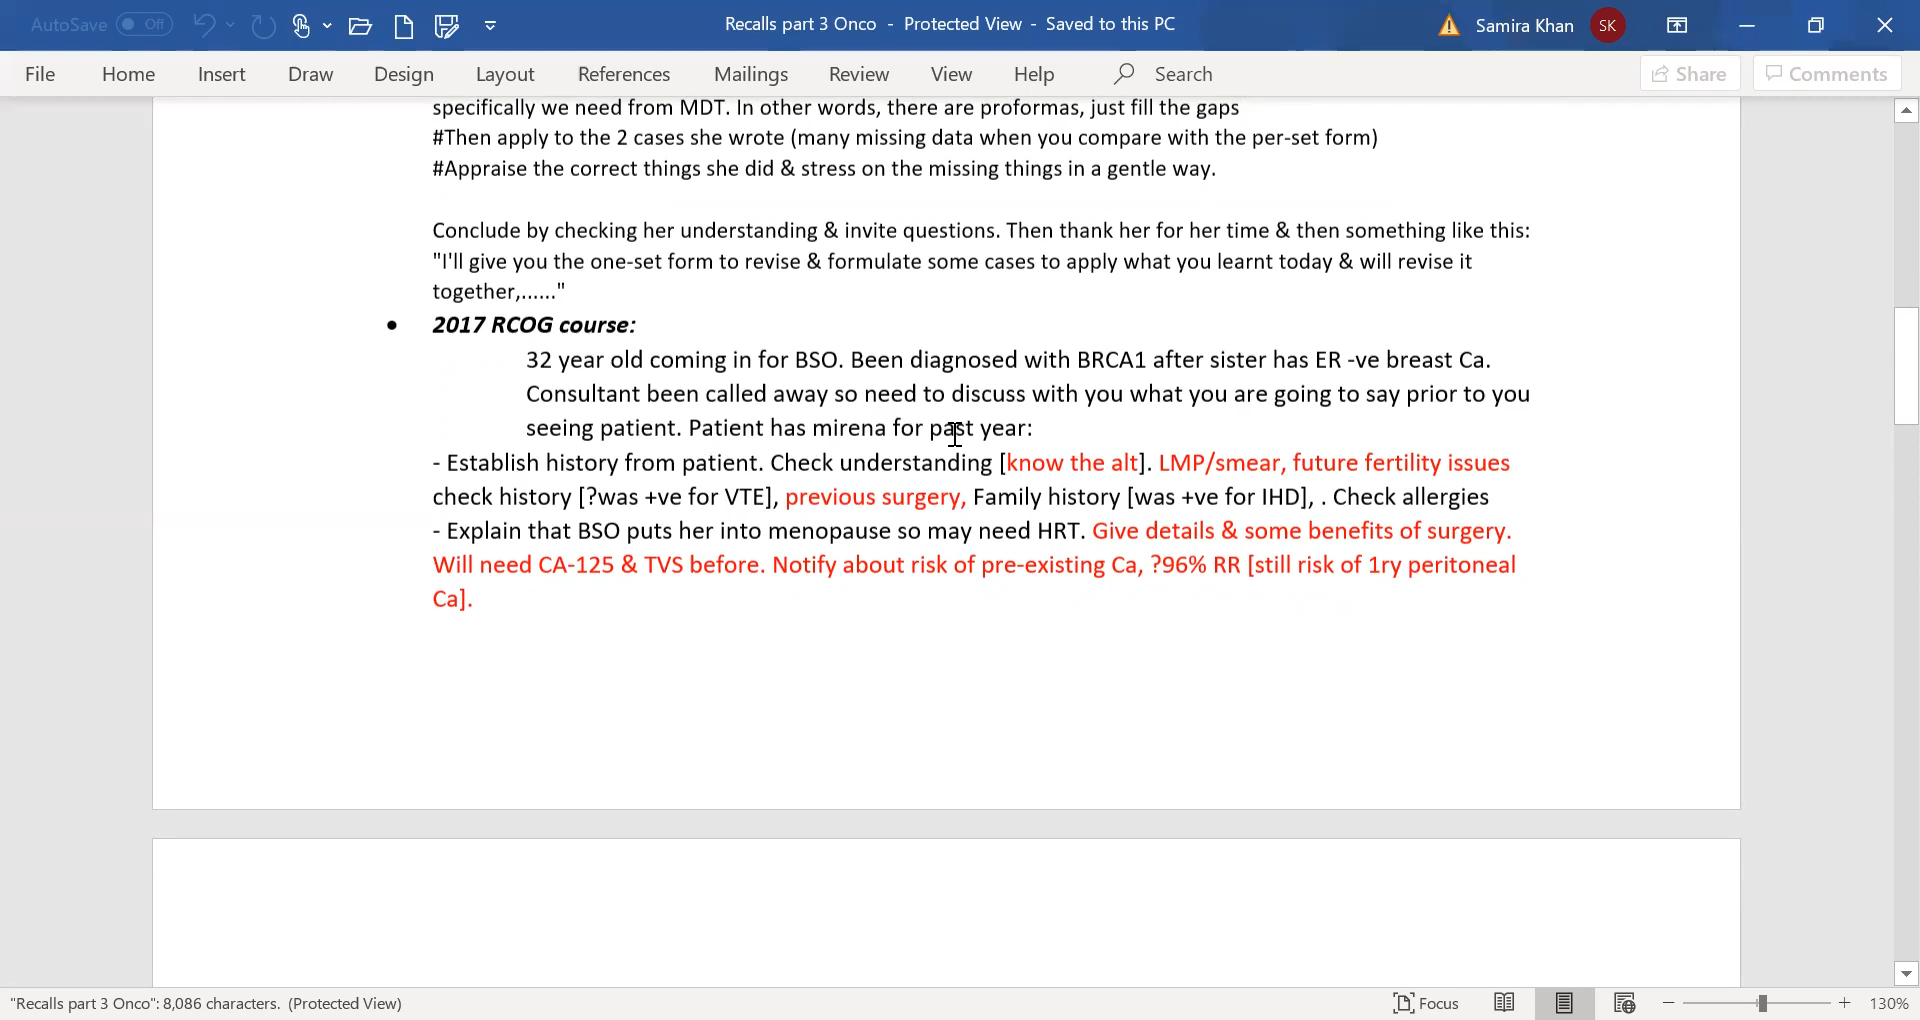 AutoSave Off
Recalls part 3 Onco - Protected View - Saved to this PC
Samira Khan SK
File Home Insert Draw Design Layout References Mailings Review View Help Search Share Comments
specifically we need from MDT. In other words, there are proformas, just fill the gaps
#Then apply to the 2 cases she wrote (many missing data when you compare with the per-set form)
#Appraise the correct things she did & stress on the missing things in a gentle way.
Conclude by checking her understanding & invite questions. Then thank her for her time & then something like this:
"I'll give you the one-set form to revise & formulate some cases to apply what you learnt today & will revise it
together,......"
• 2017 RCOG course:
32 year old coming in for BSO. Been diagnosed with BRCA1 after sister has ER -ve breast Ca.
Consultant been called away so need to discuss with you what you are going to say prior to you
seeing patient. Patient has mirena for past year:
- Establish history from patient. Check understanding [know the alt]. LMP/smear, future fertility issues
check history [?was +ve for VTE], previous surgery, Family history [was +ve for IHD], . Check allergies
- Explain that BSO puts her into menopause so may need HRT. Give details & some benefits of surgery.
Will need CA-125 & TVS before. Notify about risk of pre-existing Ca, ?96% RR [still risk of 1ry peritoneal
Ca].
"Recalls part 3 Onco": 8,086 characters. (Protected View)
Focus
130%